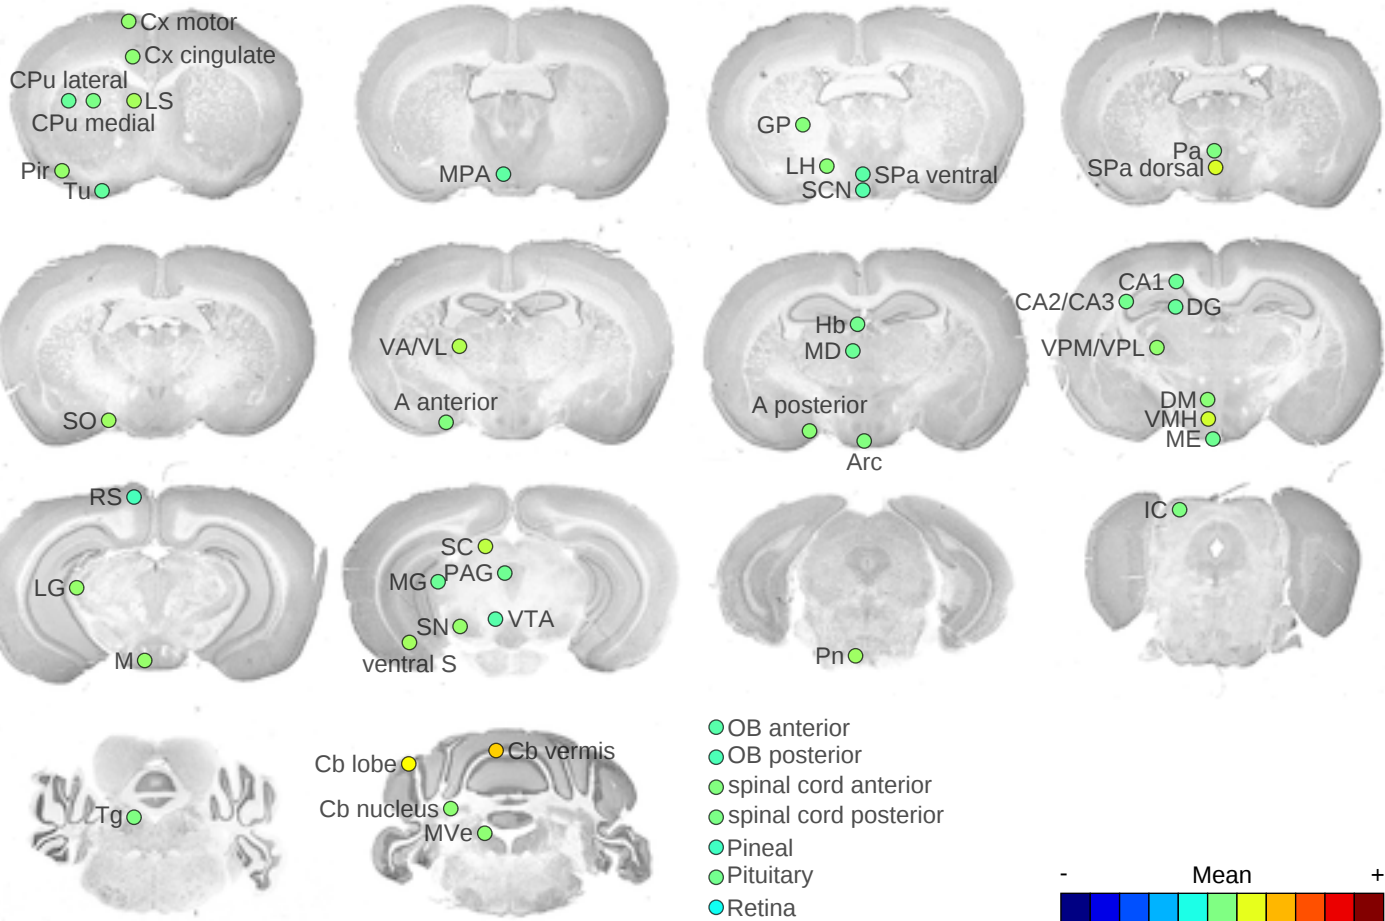 Cx motor
Cx cingulate
CPu lateral
LS
CPu medial
Pir
Tu
MPA
GP
LH
SPa ventral
SCN
Pa
SPa dorsal
SO
VA/VL
A anterior
Hb
MD
A posterior
Arc
CA1
CA2/CA3
DG
VPM/VPL
DM
VMH
ME
RS
LG
M
SC
MG
PAG
SN
VTA
ventral S
Pn
IC
Tg
Cb lobe
Cb vermis
Cb nucleus
MVe
OB anterior
OB posterior
spinal cord anterior
spinal cord posterior
Pineal
Pituitary
Retina
- Mean +